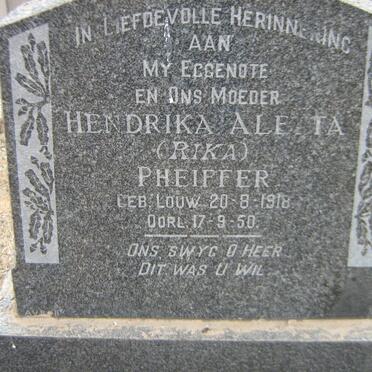 IN LIEFDEVOLLE HERINNERING
AAN
MY EGGENOTE
EN ONS MOEDER
HENDRIKA ALETTA
(RIKA)
PHEIFFER
GEB. LOUW 20-8-1918
OORL. 17-9-50
ONS SWYG O HEER
DIT WAS U WIL